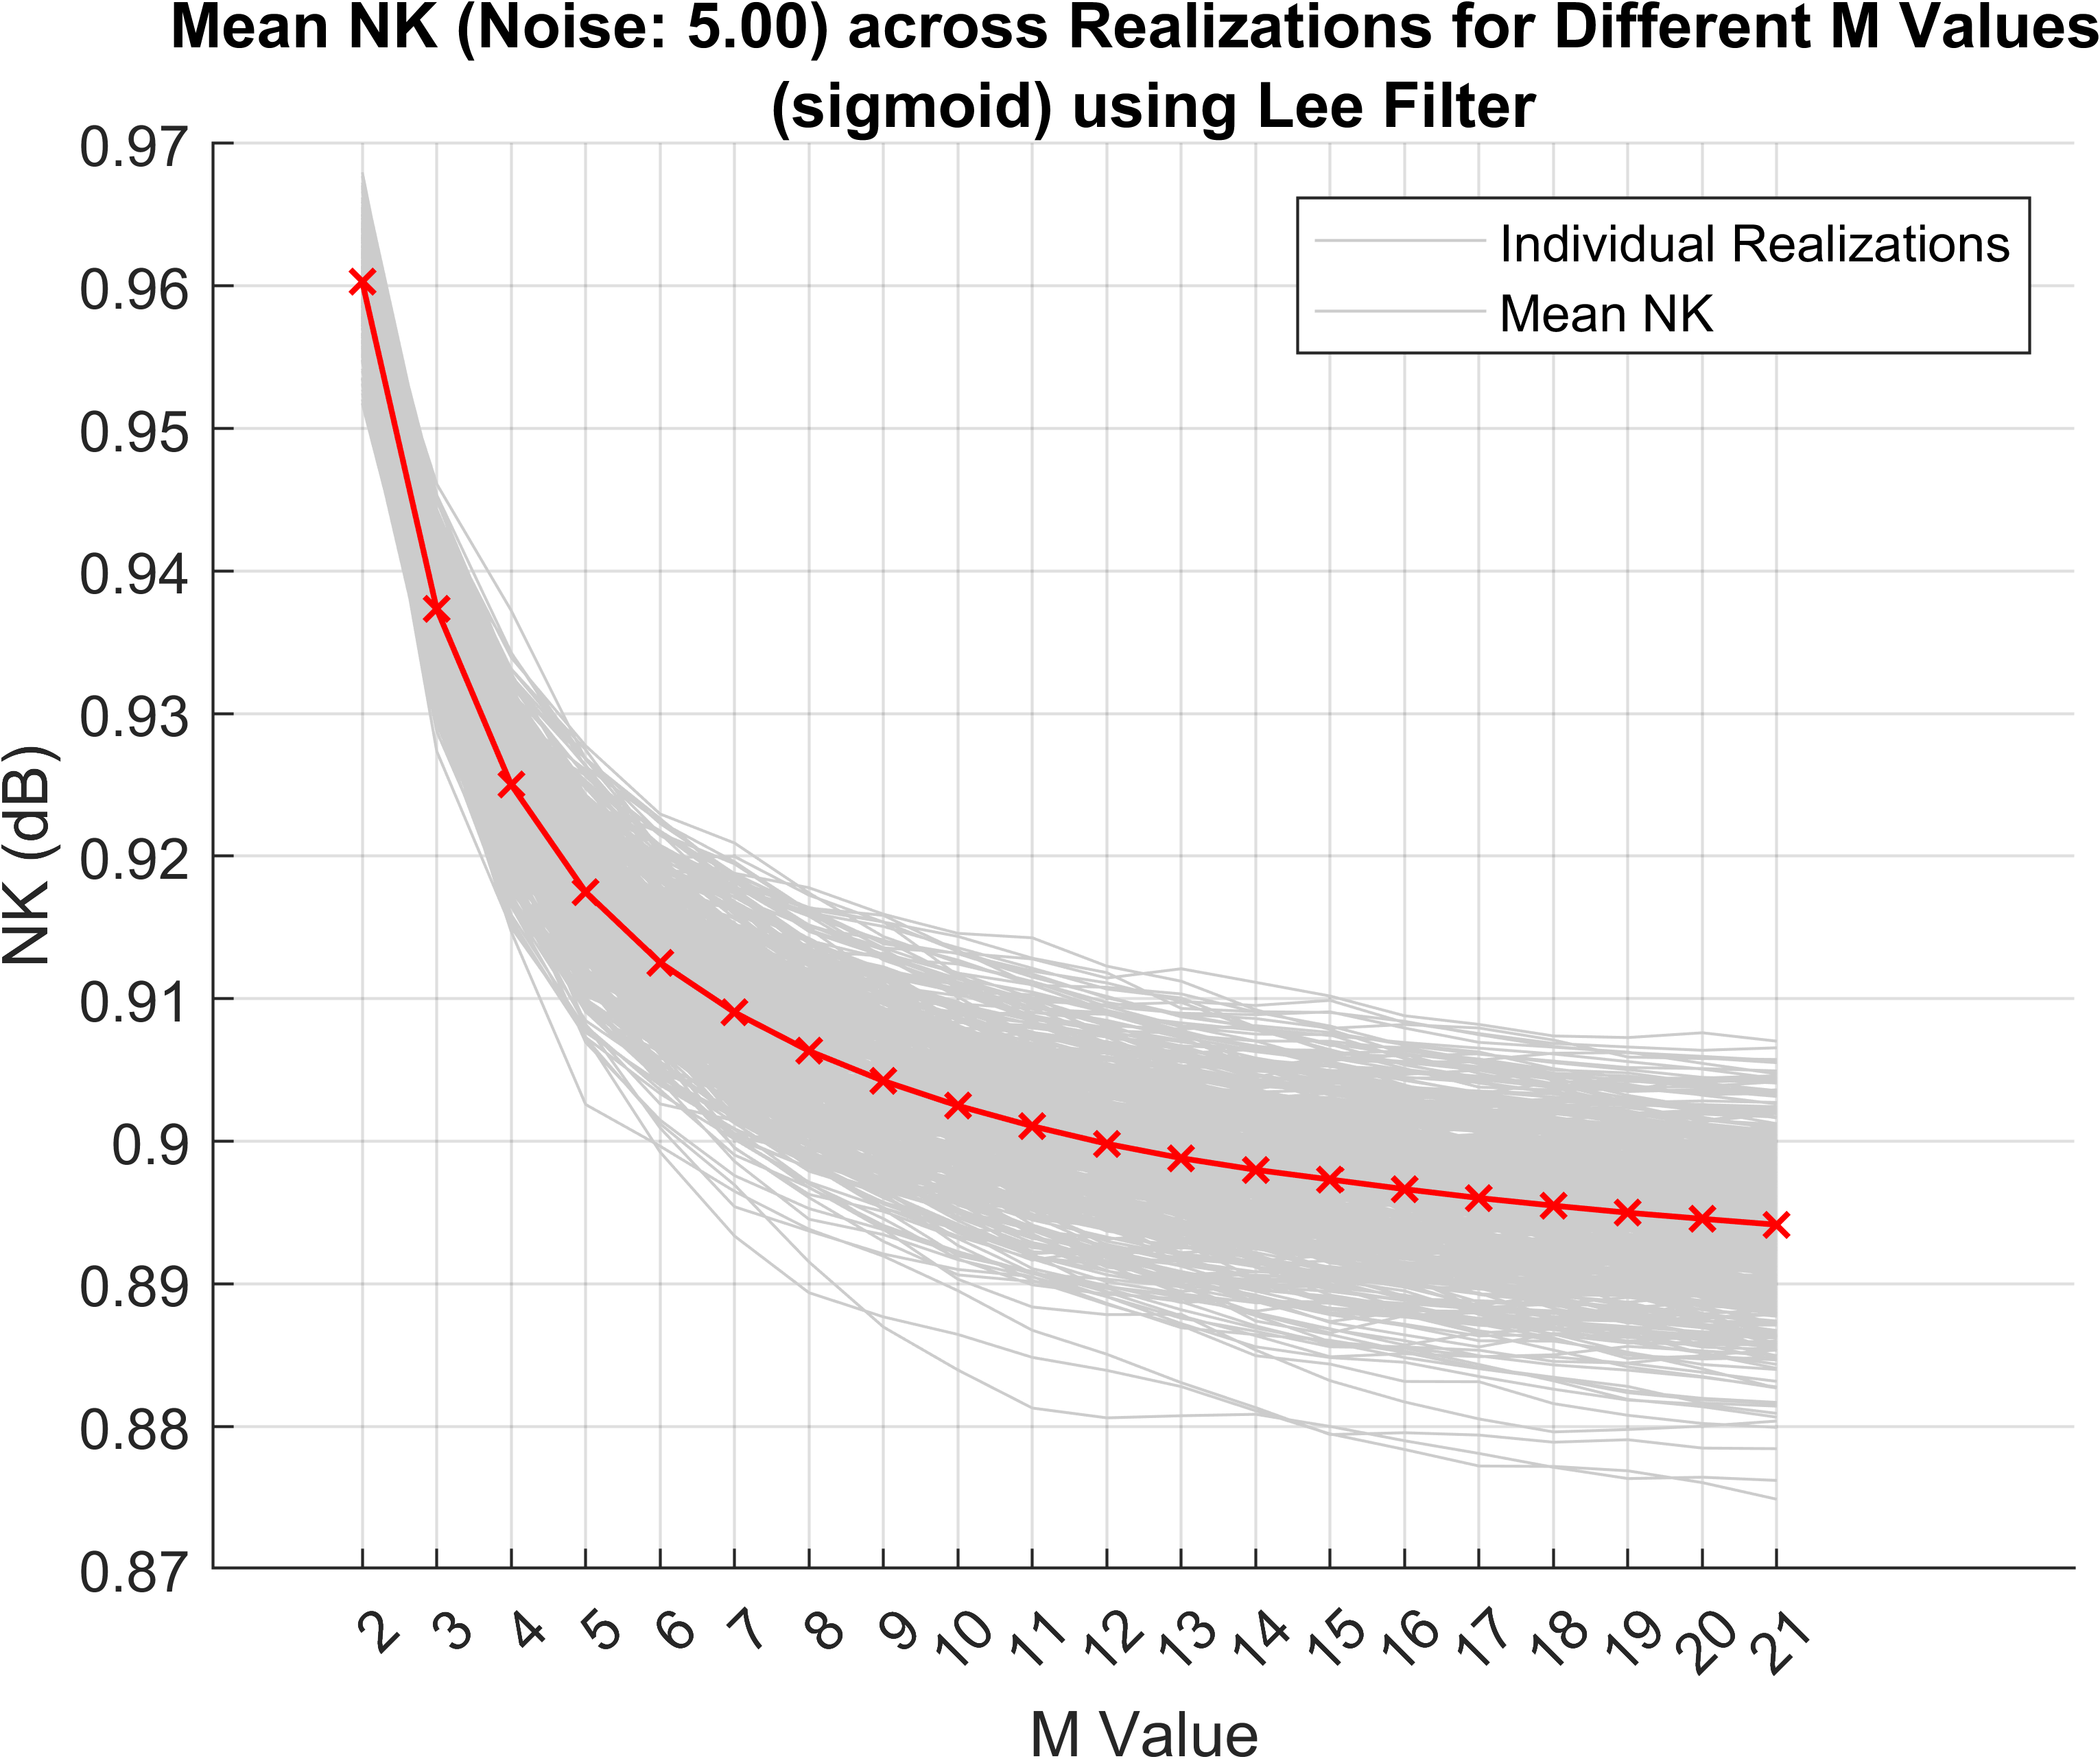 Mean NK (Noise: 5.00) across Realizations for Different M Values
(sigmoid) using Lee Filter
0.97
0.96
0.95
0.94
0.93
0.92
0.91
0.9
0.89
0.88
0.87
NK (dB)
Individual Realizations
Mean NK
2 3 4 5 6 7 8 9 10 11 12 13 14 15 16 17 18 19 20 21
M Value